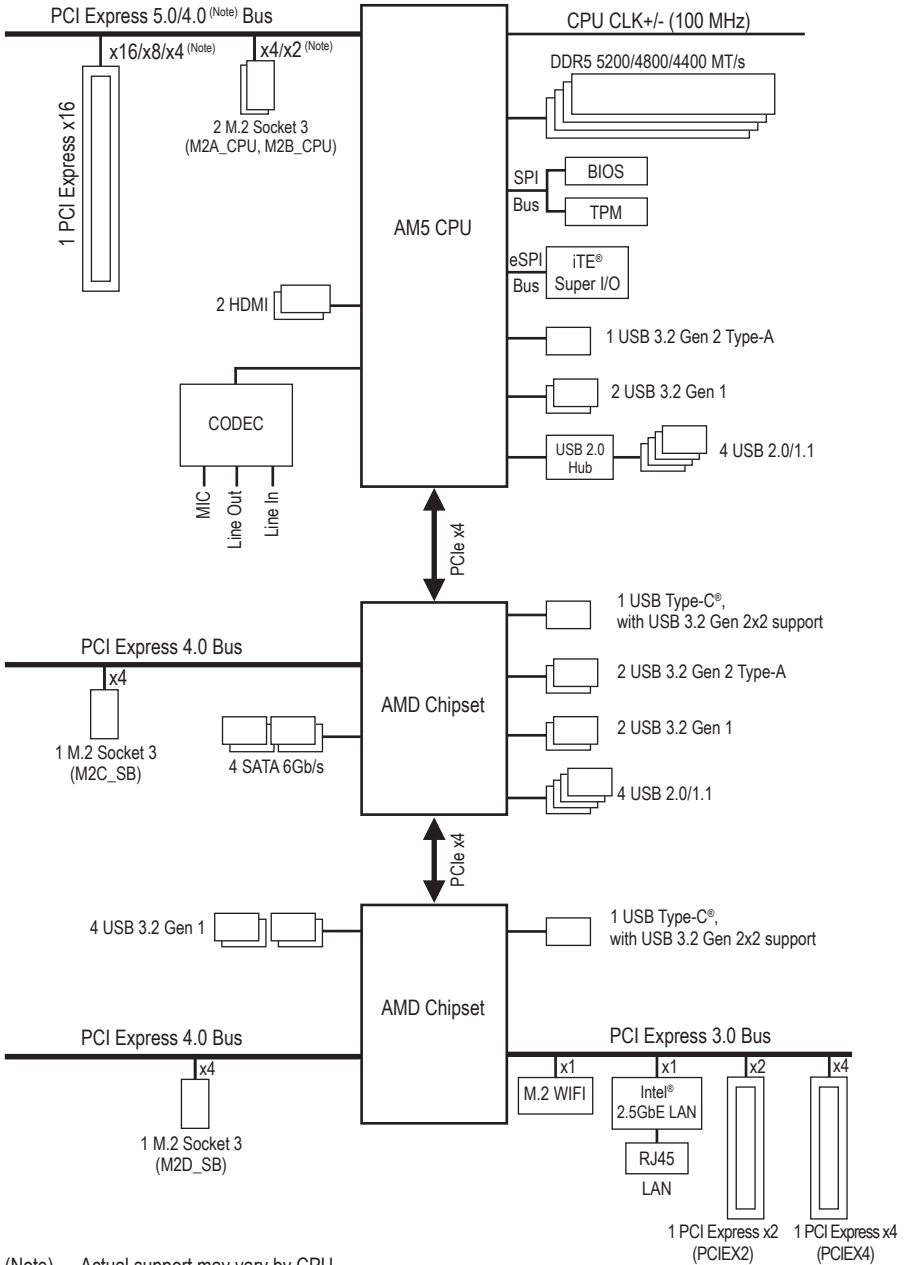 PCI Express 5.0/4.0 (Note) Bus
CPU CLK+/- (100 MHz)
x16/x8/x4 (Note)
x4/x2 (Note)
DDR5 5200/4800/4400 MT/s
1 PCI Express x16
2 M.2 Socket 3
(M2A_CPU, M2B_CPU)
SPI
Bus
BIOS
TPM
AM5 CPU
eSPI
Bus
iTE®
Super I/O
2 HDMI
1 USB 3.2 Gen 2 Type-A
2 USB 3.2 Gen 1
CODEC
USB 2.0
Hub
4 USB 2.0/1.1
MIC
Line Out
Line In
PCIe x4
1 USB Type-C®,
with USB 3.2 Gen 2x2 support
PCI Express 4.0 Bus
x4
2 USB 3.2 Gen 2 Type-A
AMD Chipset
2 USB 3.2 Gen 1
1 M.2 Socket 3
(M2C_SB)
4 SATA 6Gb/s
4 USB 2.0/1.1
PCIe x4
4 USB 3.2 Gen 1
1 USB Type-C®,
with USB 3.2 Gen 2x2 support
AMD Chipset
PCI Express 4.0 Bus
PCI Express 3.0 Bus
x4
x1
x1
x2
x4
M.2 WIFI
Intel®
2.5GbE LAN
1 M.2 Socket 3
(M2D_SB)
RJ45
LAN
1 PCI Express x2
(PCIEX2)
1 PCI Express x4
(PCIEX4)
(Note) Actual support may vary by CPU.